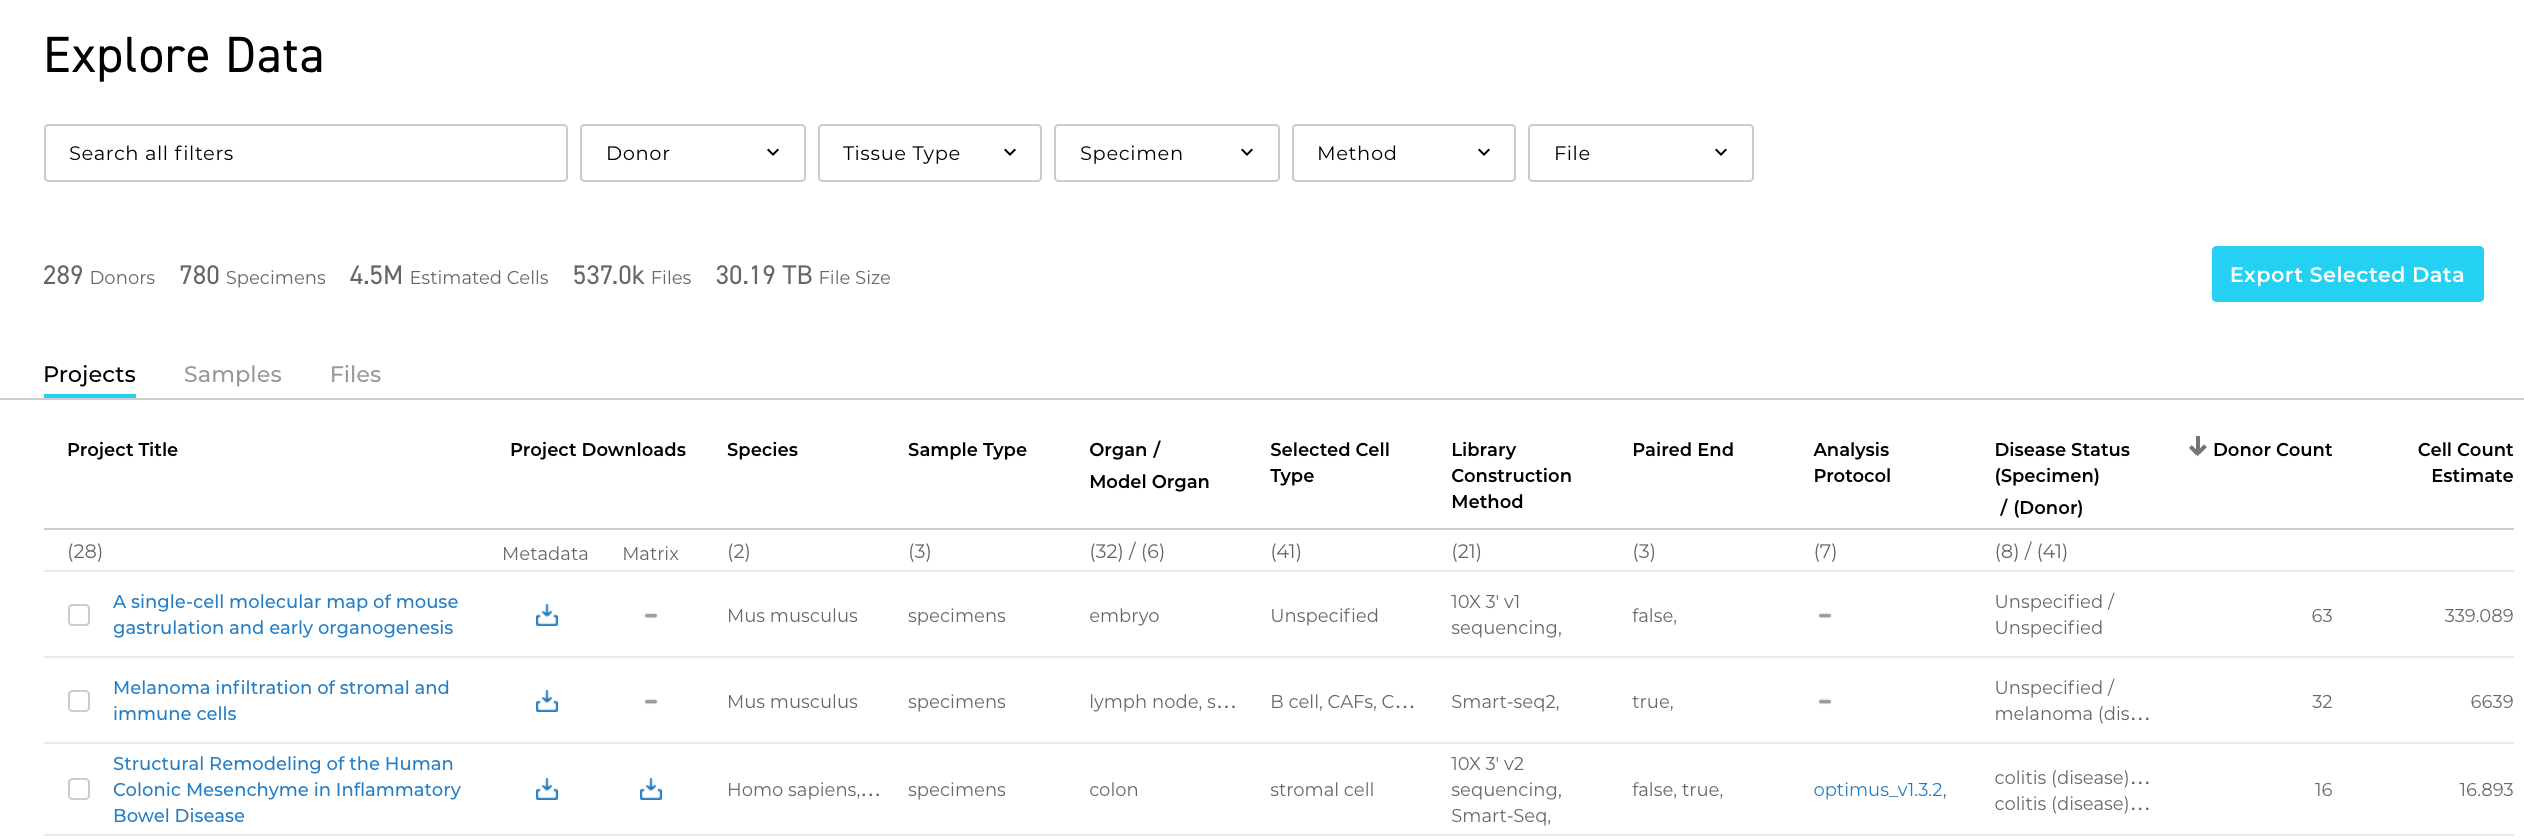 Explore Data
Search all filters
Donor
Tissue Type
Specimen
Method
File
289 Donors 780 Specimens 4.5M Estimated Cells 537.0k Files 30.19 TB File Size
Export Selected Data
Projects Samples Files
Project Title
Project Downloads
Species
Sample Type
Organ /
Model Organ
Selected Cell
Type
Library
Construction
Method
Paired End
Analysis
Protocol
Disease Status
(Specimen)
/ (Donor)
Donor Count
Cell Count
Estimate
(28) Metadata Matrix (2) (3) (32) / (6) (41) (21) (3) (7) (8) / (41)
A single-cell molecular map of mouse
gastrulation and early organogenesis
–
Mus musculus
specimens
embryo
Unspecified
10X 3' v1
sequencing,
false,
–
Unspecified /
Unspecified
63
339.089
Melanoma infiltration of stromal and
immune cells
–
Mus musculus
specimens
lymph node, s...
B cell, CAFs, C...
Smart-seq2,
true,
–
Unspecified /
melanoma (dis...
32
6639
Structural Remodeling of the Human
Colonic Mesenchyme in Inflammatory
Bowel Disease
Homo sapiens,...
specimens
colon
stromal cell
10X 3' v2
sequencing,
Smart-Seq,
false, true,
optimus_v1.3.2,
colitis (disease)...
colitis (disease)...
16
16.893